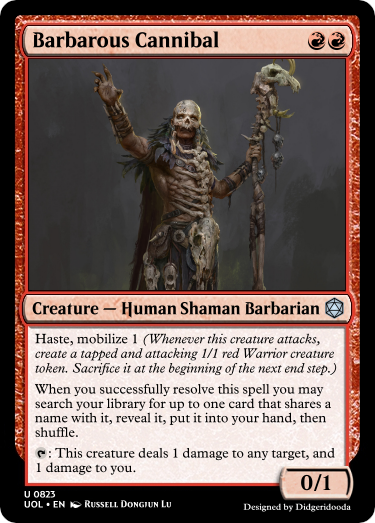 Barbarous Cannibal
Creature — Human Shaman Barbarian
Haste, mobilize 1 (Whenever this creature attacks,
create a tapped and attacking 1/1 red Warrior creature
token. Sacrifice it at the beginning of the next end step.)
When you successfully resolve this spell you may
search your library for up to one card that shares a
name with it, reveal it, put it into your hand, then
shuffle.
: This creature deals 1 damage to any target, and
1 damage to you.
0/1
U 0823
UOL • EN Russell Dongjun Lu
Designed by Didgeridooda